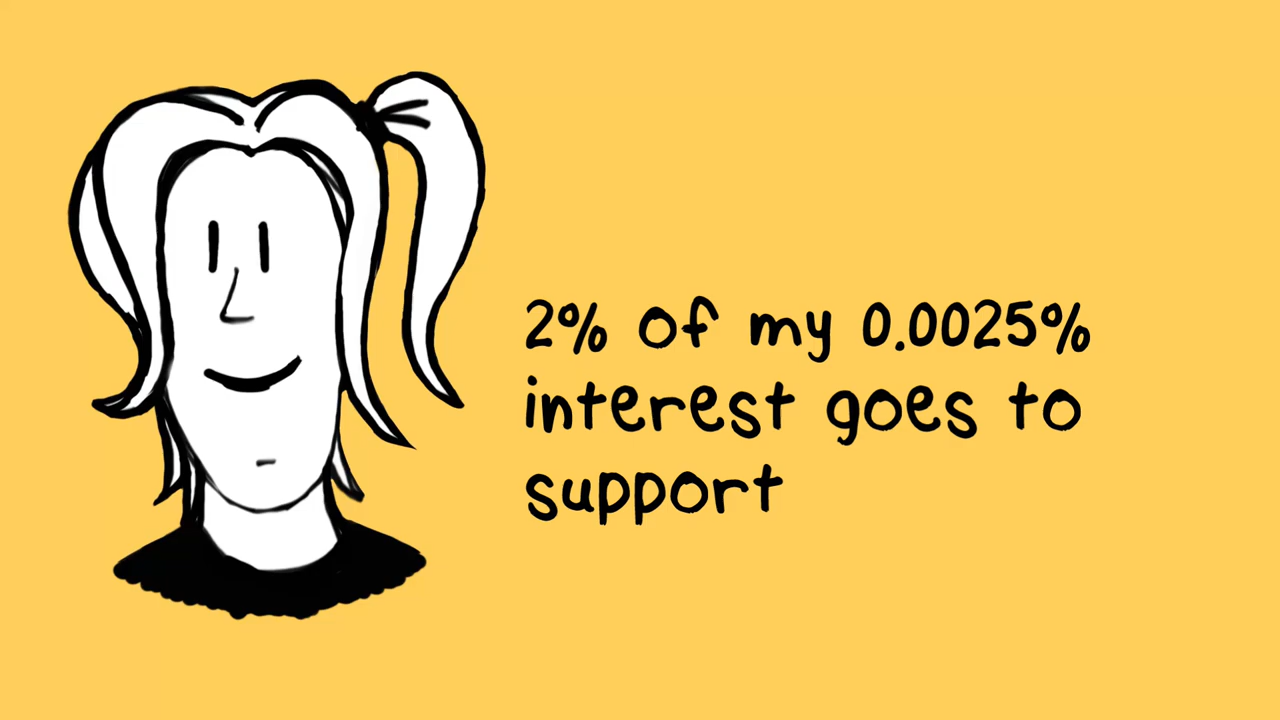 2% of my 0.0025%
interest goes to
support